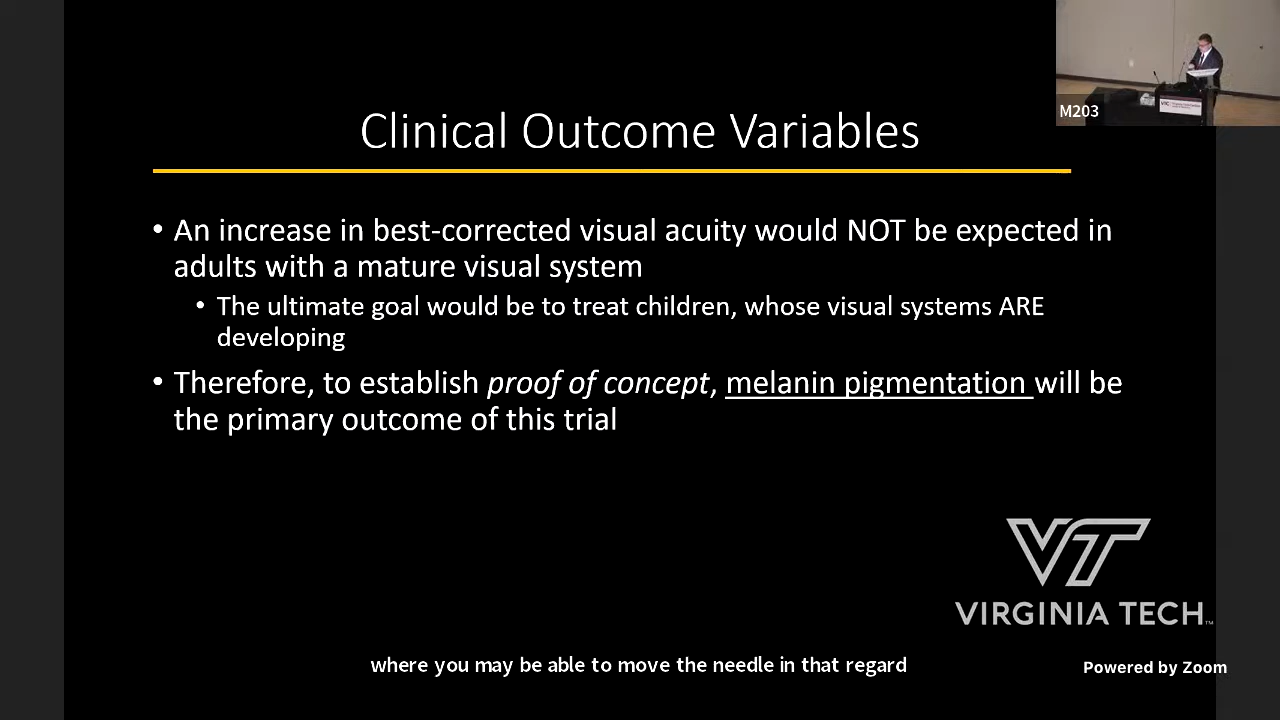 M203
Clinical Outcome Variables
• An increase in best-corrected visual acuity would NOT be expected in
adults with a mature visual system
• The ultimate goal would be to treat children, whose visual systems ARE
developing
• Therefore, to establish proof of concept, melanin pigmentation will be
the primary outcome of this trial
VT
VIRGINIA TECH™
where you may be able to move the needle in that regard
Powered by Zoom